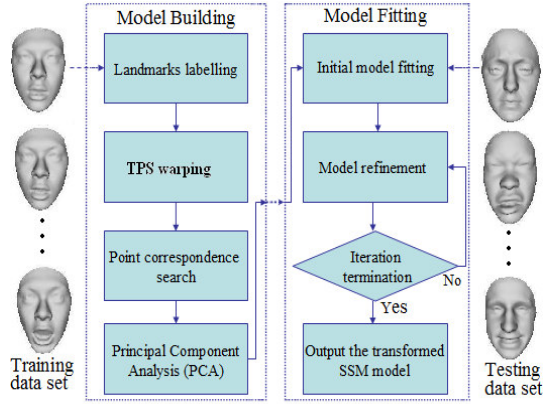 Model Building
Landmarks labelling
TPS warping
Point correspondence
search
Principal Component
Analysis (PCA)
Training
data set
Model Fitting
Initial model fitting
Model refinement
Iteration
termination
No
Yes
Output the transformed
SSM model
Testing
data set